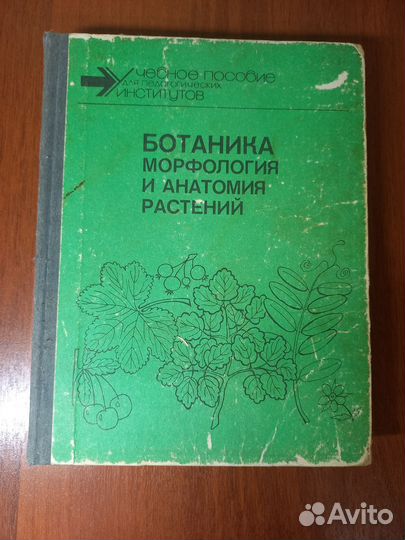 Учебное пособие
для педагогических
институтов
БОТАНИКА
МОРФОЛОГИЯ
И АНАТОМИЯ
РАСТЕНИЙ
Avito